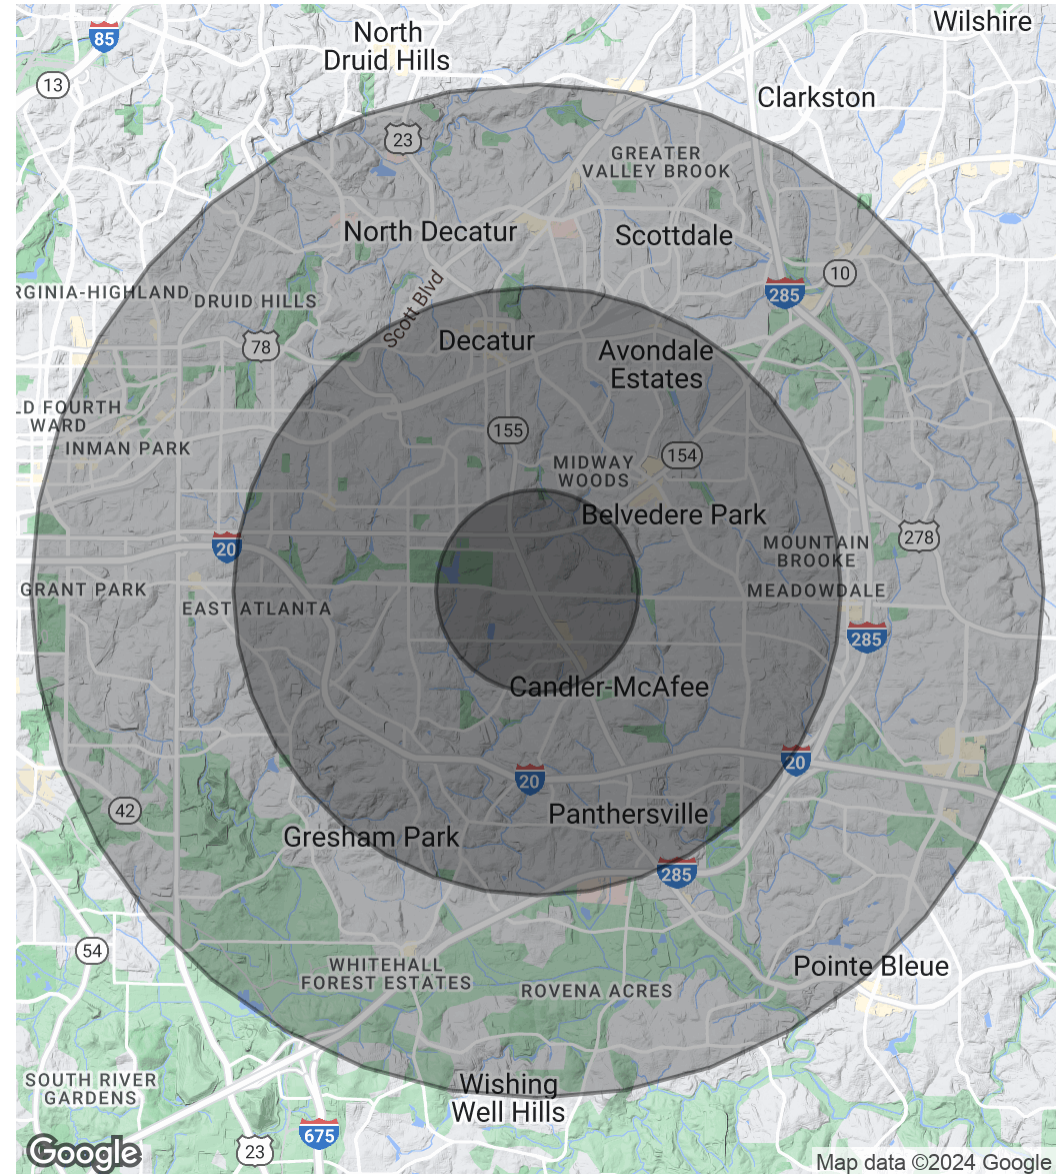 Wilshire
North
Druid Hills
85
13
Clarkston
23
GREATER
VALLEY BROOK
North Decatur
Scottdale
10
285
RGINIA-HIGHLAND
DRUID HILLS
Scott Blvd
78
Decatur
Avondale
Estates
LD FOURTH
WARD
155
INMAN PARK
154
MIDWAY
WOODS
Belvedere Park
278
20
MOUNTAIN
BROOKE
GRANT PARK
MEADOWDALE
EAST ATLANTA
285
Candler-McAfee
20
20
42
Panthersville
Gresham Park
285
54
WHITEHALL
FOREST ESTATES
Pointe Bleue
ROVENA ACRES
SOUTH RIVER
GARDENS
Wishing
Well Hills
675
23
Google
Map data ©2024 Google